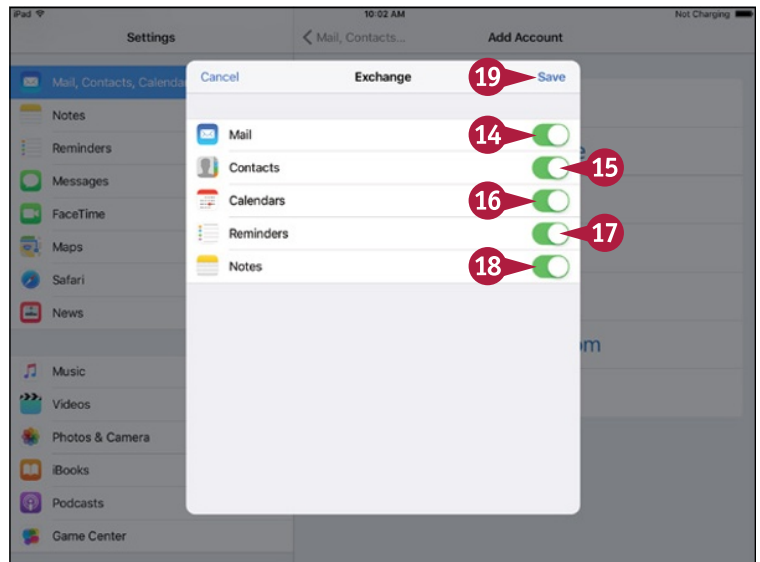 iPad
10:02 AM
Not Charging
Settings
Mail, Contacts...
Add Account
Mail, Contacts, Calenda
Notes
Reminders
Messages
FaceTime
Maps
Safari
News
Music
Videos
Photos & Camera
iBooks
Podcasts
Game Center
Cancel
Exchange
19
Save
Mail
14
Contacts
15
Calendars
16
Reminders
17
Notes
18
e
om